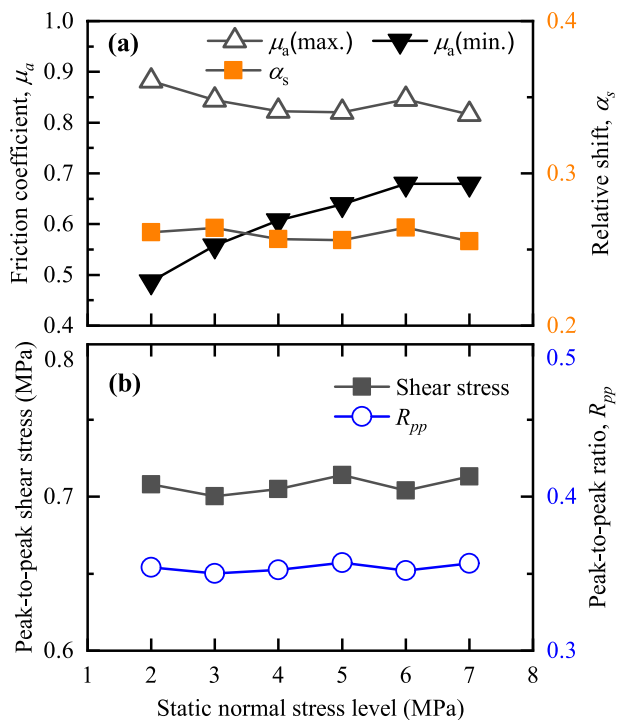 (a)
μa(max.)
μa(min.)
αs
Friction coefficient, μa
1.0
0.9
0.8
0.7
0.6
0.5
0.4
Relative shift, αs
0.4
0.3
0.2
(b)
Shear stress
Rpp
Peak-to-peak shear stress (MPa)
0.8
0.7
0.6
Peak-to-peak ratio, Rpp
0.5
0.4
0.3
1 2 3 4 5 6 7 8
Static normal stress level (MPa)